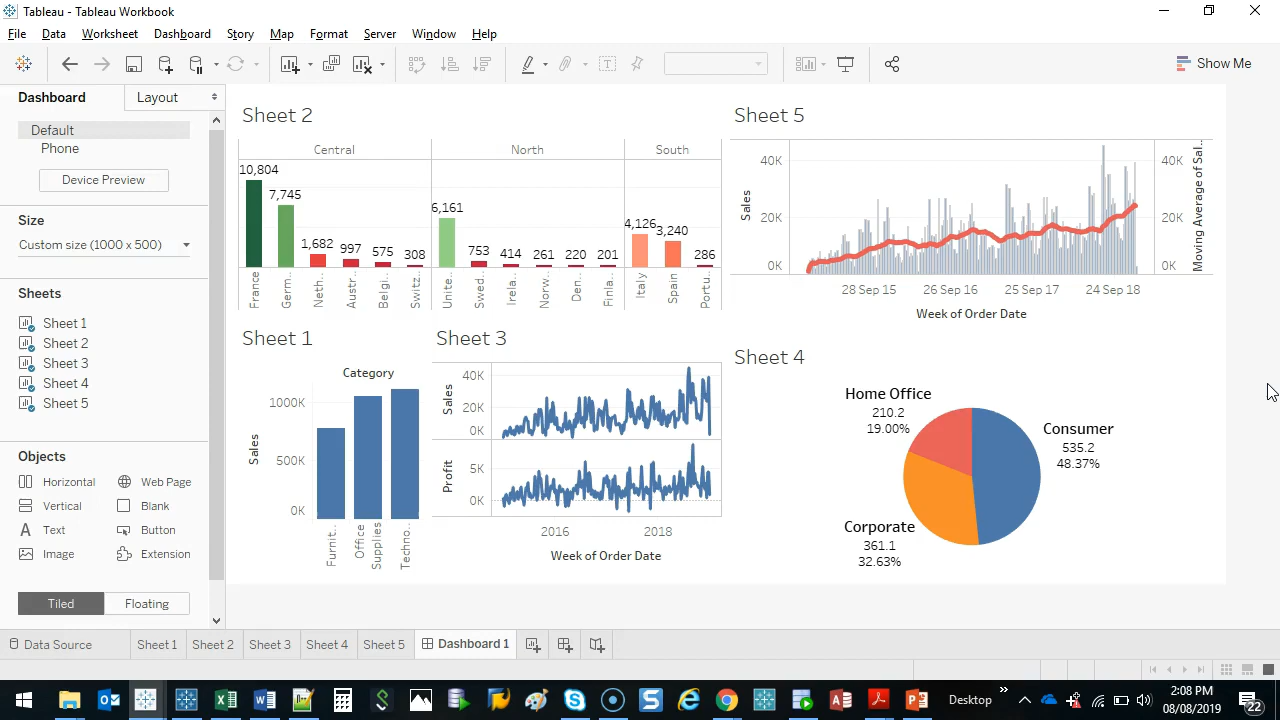 Tableau - Tableau Workbook
File Data Worksheet Dashboard Story Map Format Server Window Help
Show Me
Dashboard Layout
Default
Phone
Device Preview
Size
Custom size (1000 x 500)
Sheets
Sheet 1
Sheet 2
Sheet 3
Sheet 4
Sheet 5
Objects
Horizontal Web Page
Vertical Blank
Text Button
Image Extension
Tiled Floating
Sheet 2
Central North South
10,804
7,745
1,682
997
575
308
6,161
753
414
261
220
201
4,126
3,240
286
France
Germ..
Neth..
Austr..
Belgi..
Switz..
Unite..
Swed..
Irela..
Norw..
Den..
Finla..
Italy
Spain
Portu..
Sheet 5
40K
20K
0K
Sales
40K
20K
0K
Moving Average of Sal..
28 Sep 15 26 Sep 16 25 Sep 17 24 Sep 18
Week of Order Date
Sheet 1
Category
1000K
500K
0K
Sales
Furnit..
Office
Supplies
Techno..
Sheet 3
40K
20K
0K
Sales
5K
0K
Profit
2016 2018
Week of Order Date
Sheet 4
Home Office
210.2
19.00%
Consumer
535.2
48.37%
Corporate
361.1
32.63%
Data Source Sheet 1 Sheet 2 Sheet 3 Sheet 4 Sheet 5 Dashboard 1
Desktop
2:08 PM
08/08/2019
22